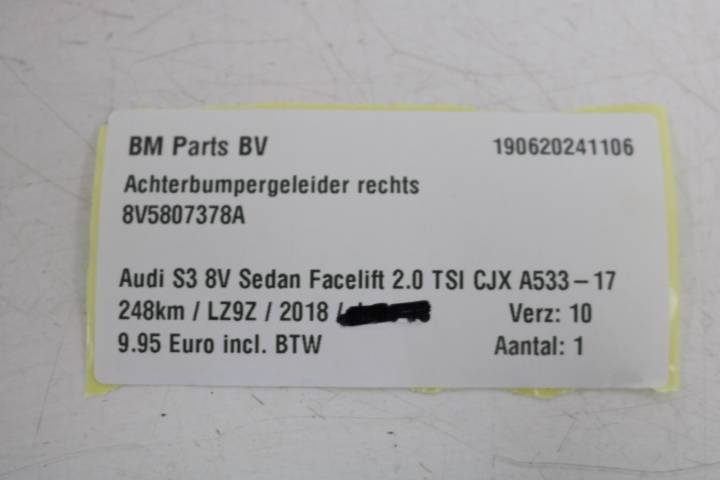 BM Parts BV 190620241106
Achterbumpergeleider rechts
8V5807378A
Audi S3 8V Sedan Facelift 2.0 TSI CJX A533-17
248km / LZ9Z / 2018 / Verz: 10
9.95 Euro incl. BTW Aantal: 1